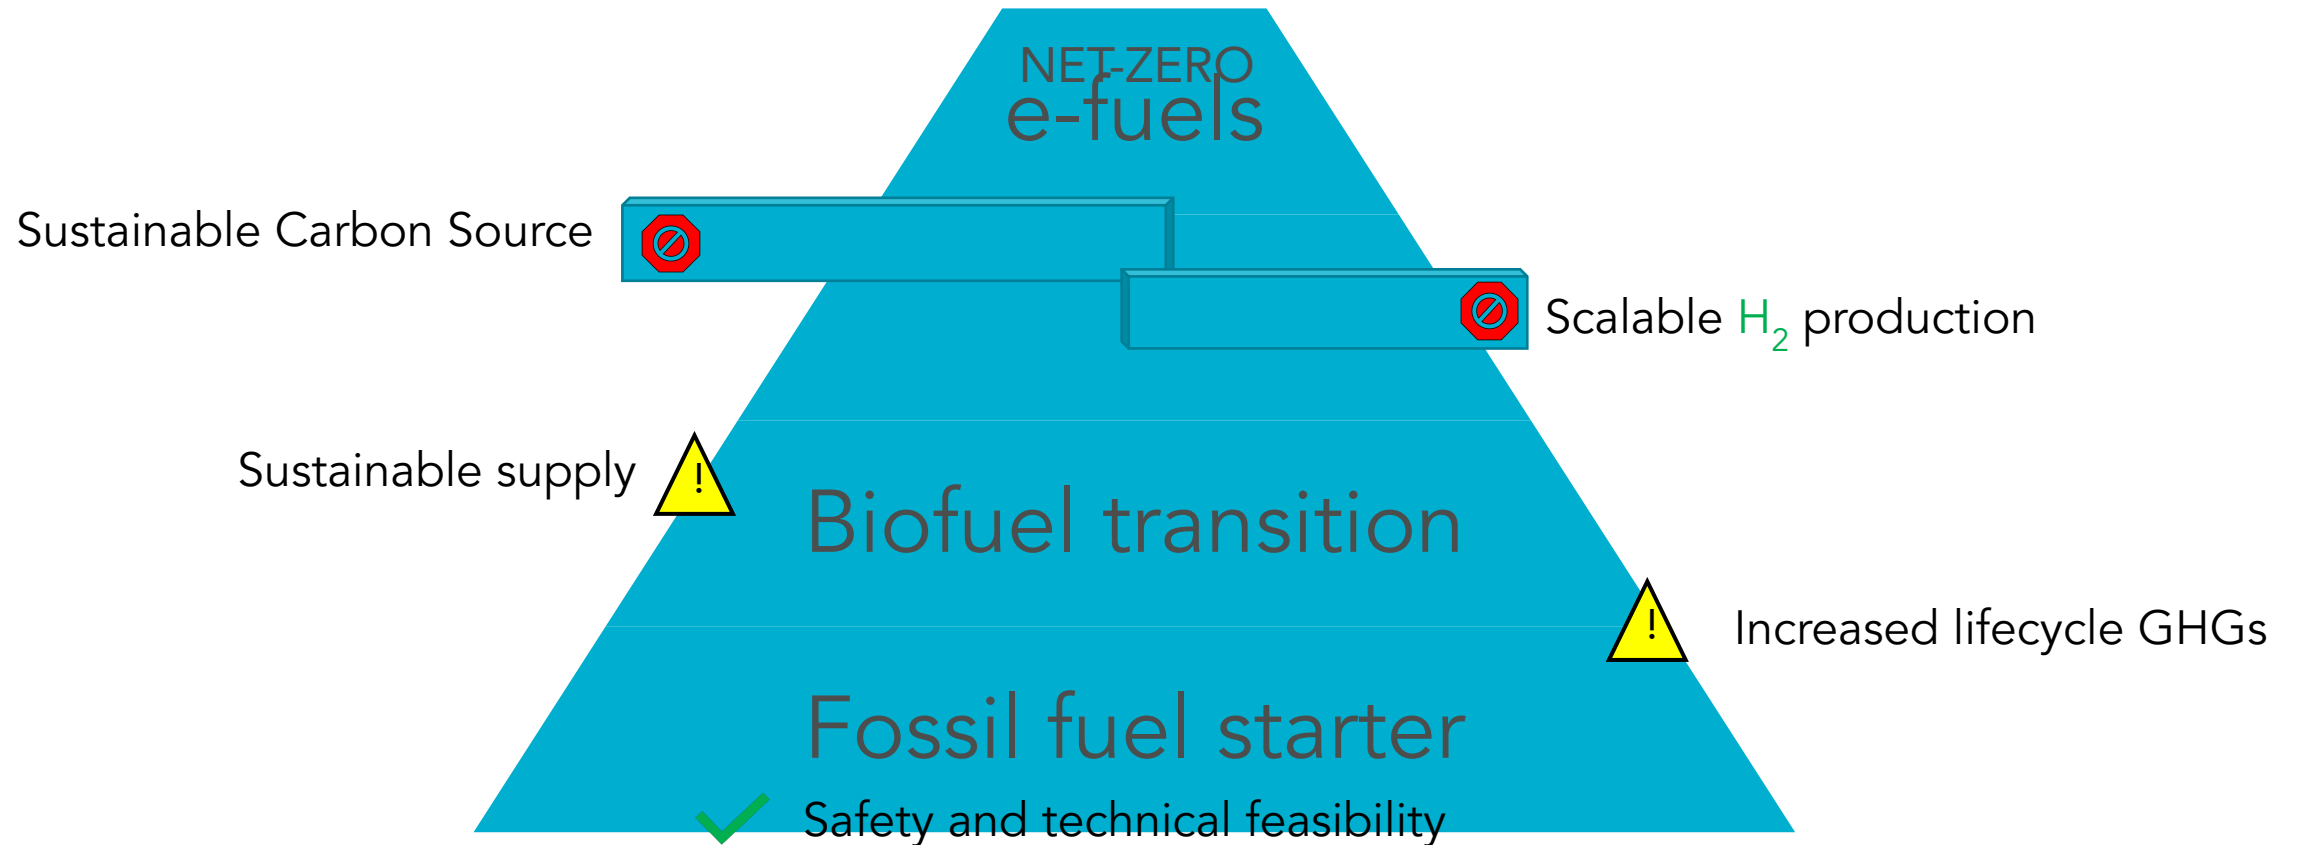 NET-ZERO
e-fuels
Sustainable Carbon Source
Scalable H₂ production
Sustainable supply
!
Biofuel transition
!
Increased lifecycle GHGs
Fossil fuel starter
Safety and technical feasibility